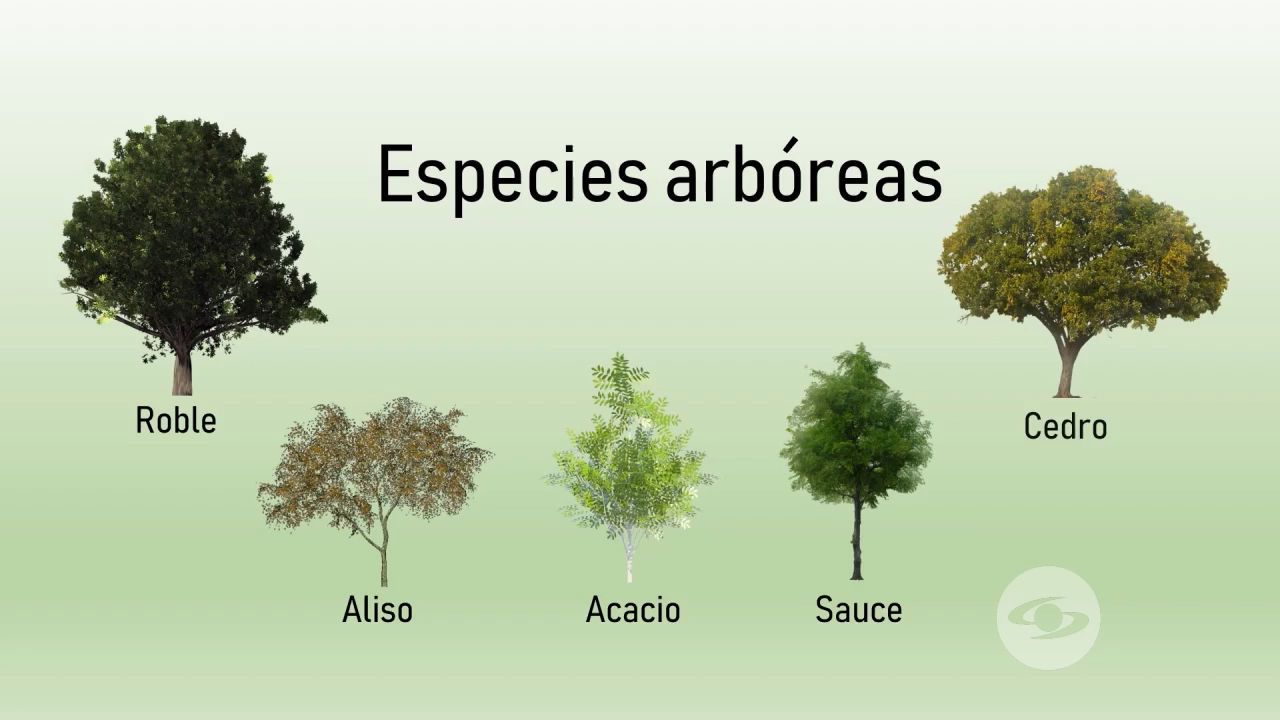 Especies arbóreas
Roble
Cedro
Aliso
Acacio
Sauce